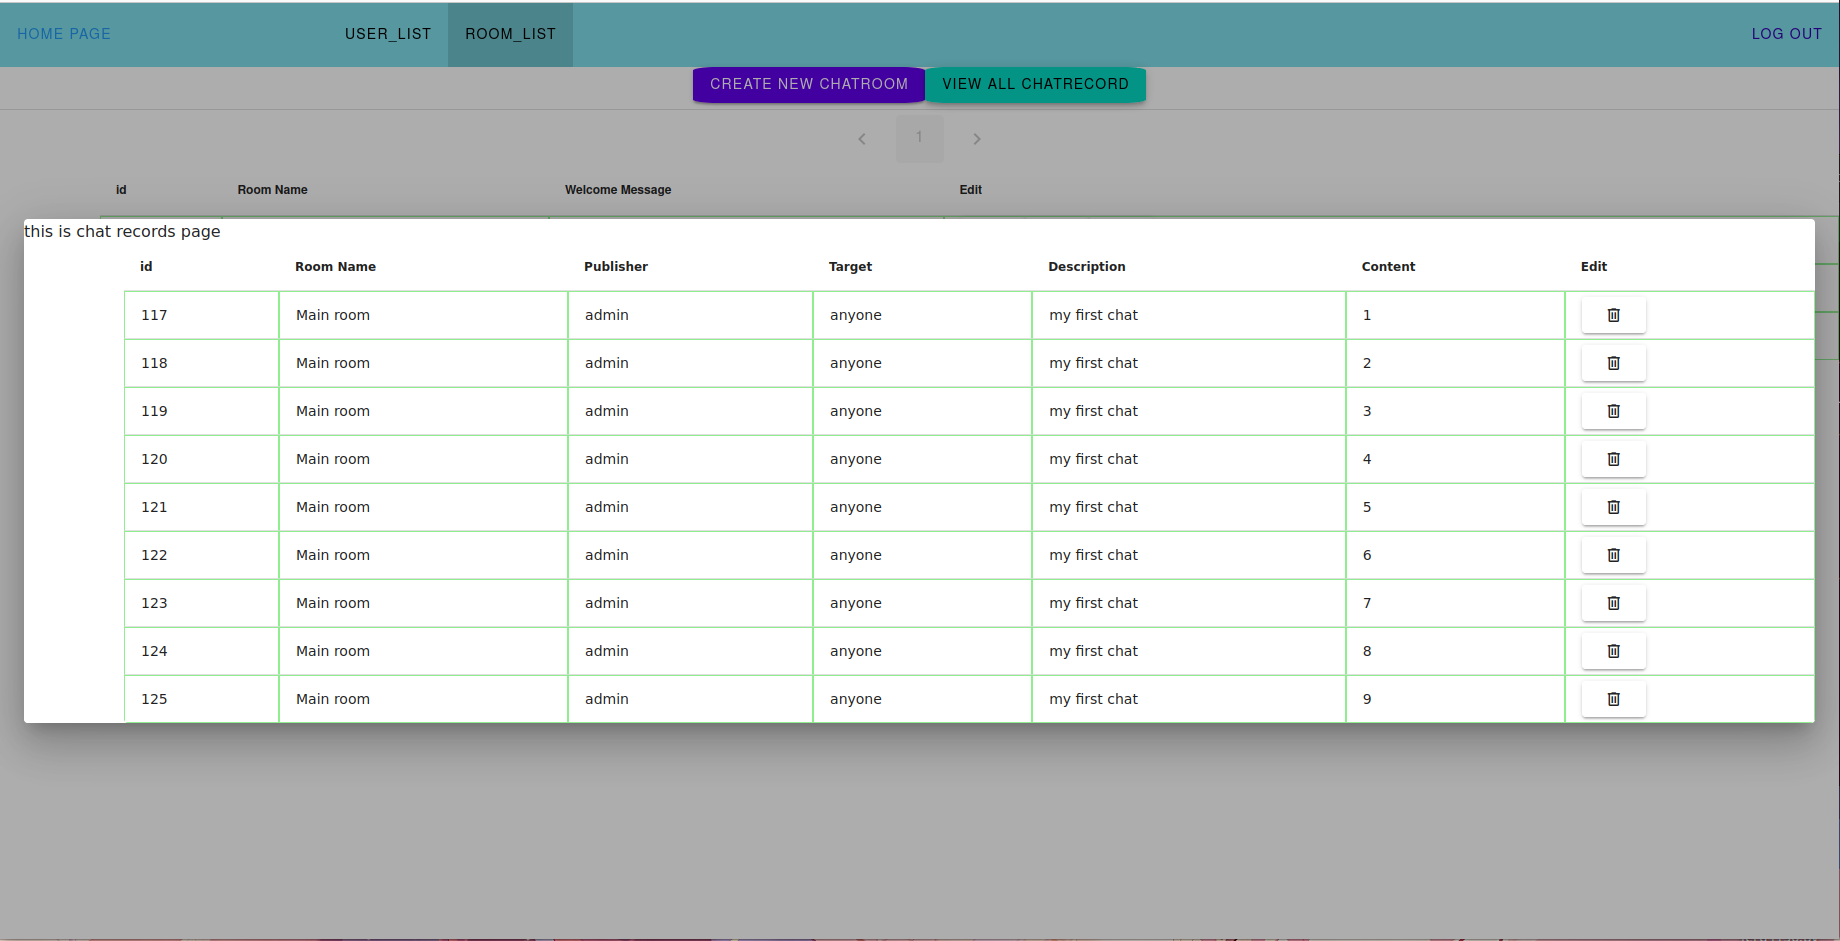 HOME PAGE USER_LIST ROOM_LIST LOG OUT
CREATE NEW CHATROOM VIEW ALL CHATRECORD
1
id Room Name Welcome Message Edit
this is chat records page
id Room Name Publisher Target Description Content Edit
117 Main room admin anyone my first chat 1
118 Main room admin anyone my first chat 2
119 Main room admin anyone my first chat 3
120 Main room admin anyone my first chat 4
121 Main room admin anyone my first chat 5
122 Main room admin anyone my first chat 6
123 Main room admin anyone my first chat 7
124 Main room admin anyone my first chat 8
125 Main room admin anyone my first chat 9